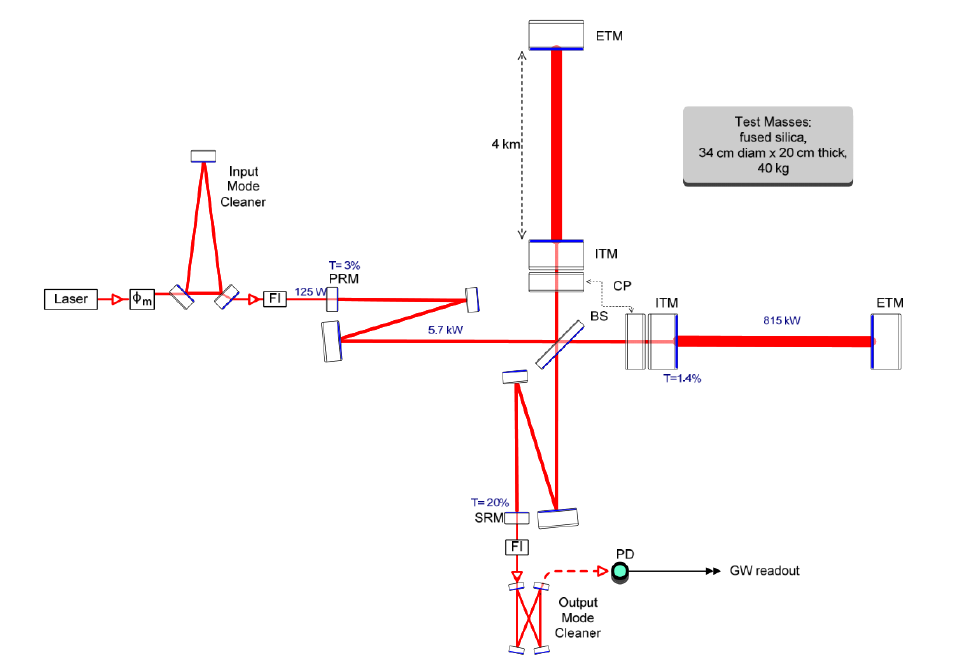 ETM
4 km
Test Masses:
fused silica,
34 cm diam x 20 cm thick,
40 kg
Input
Mode
Cleaner
ITM
T= 3%
PRM
CP
Laser
ϕm
FI
125 W
ITM
ETM
BS
5.7 kW
815 kW
T=1.4%
T= 20%
SRM
FI
PD
GW readout
Output
Mode
Cleaner